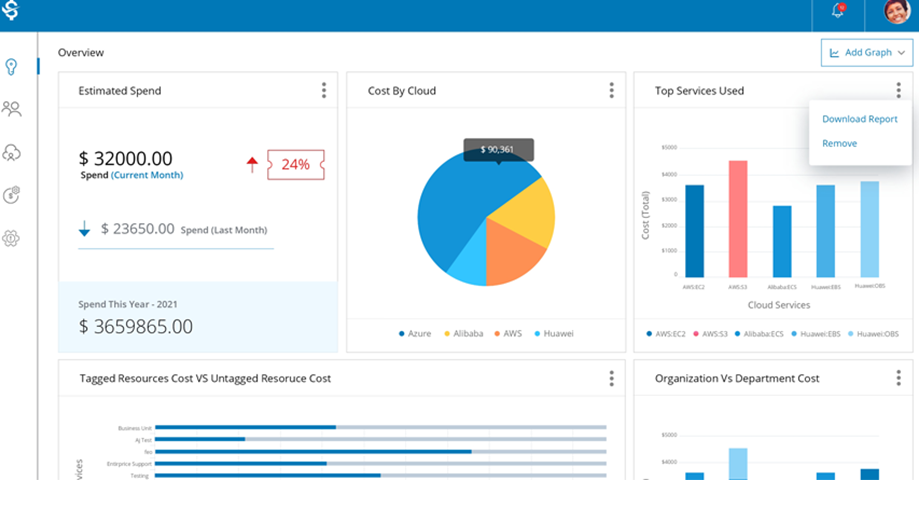 Overview
Add Graph
Estimated Spend
$ 32000.00
Spend (Current Month)
24%
$ 23650.00 Spend (Last Month)
Spend This Year - 2021
$ 3659865.00
Cost By Cloud
$ 90,361
Azure Alibaba AWS Huawei
Top Services Used
Download Report
Remove
$5000
$4000
$3000
$2000
$1000
0
Cost (Total)
AWS:EC2 AWS:S3 Alibaba:ECS Huawei:EBS Huawei:OBS
Cloud Services
AWS:EC2 AWS:S3 Alibaba:ECS Huawei:EBS Huawei:OBS
Tagged Resources Cost VS Untagged Resoruce Cost
Business Unit
Aj Test
Enterprice Support
Testing
vices
Organization Vs Department Cost
$5000
$4000